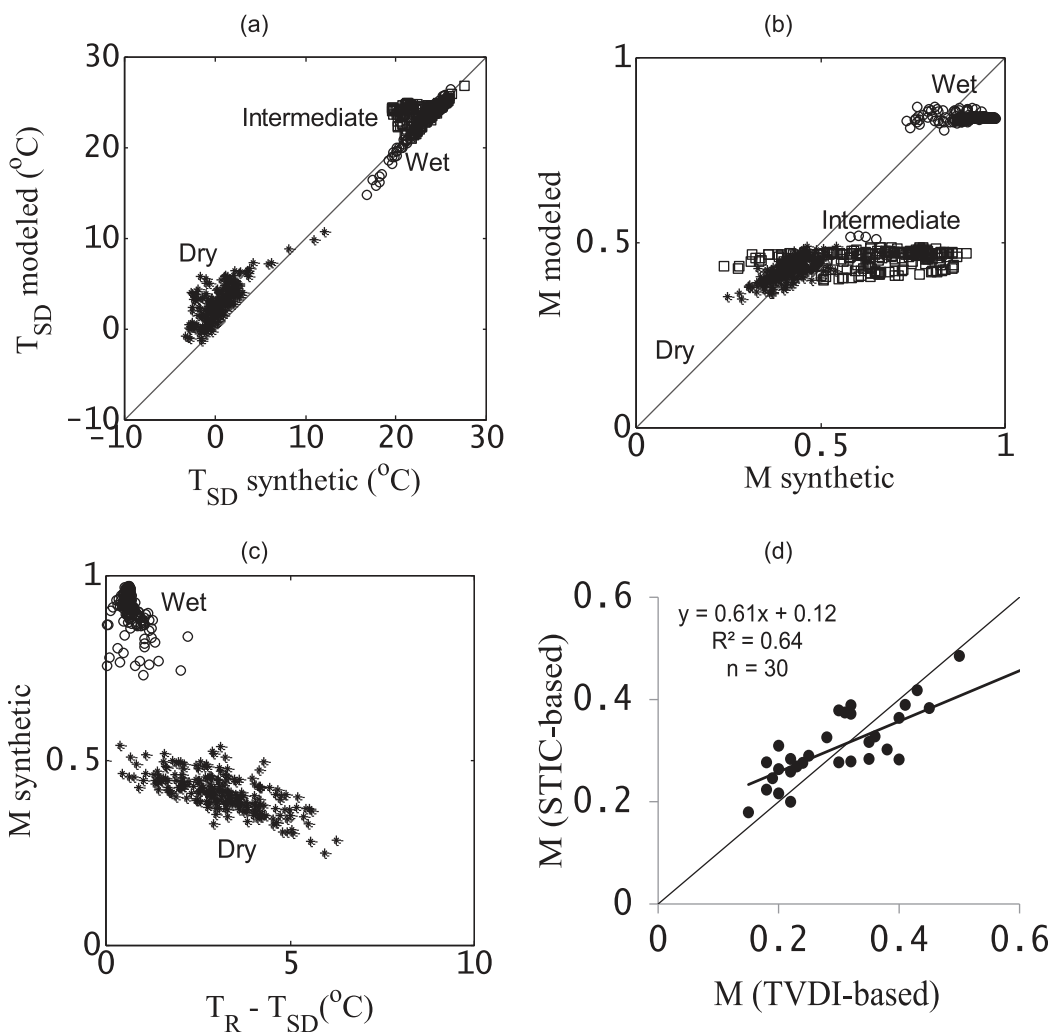 (a)
30
20
10
0
−10
−10
0
10
20
30
Intermediate
Wet
Dry
T_SD modeled (°C)
T_SD synthetic (°C)
(b)
1
0.5
0
0
0.5
1
Wet
Intermediate
Dry
M modeled
M synthetic
(c)
1
0.5
0
0
5
10
Wet
Dry
M synthetic
T_R - T_SD(°C)
(d)
0.6
0.4
0.2
0
0
0.2
0.4
0.6
y = 0.61x + 0.12
R² = 0.64
n = 30
M (STIC-based)
M (TVDI-based)